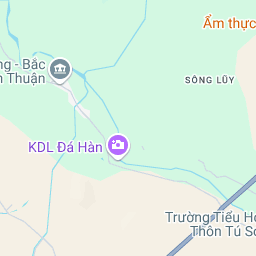 Ẩm thực
ng - Bắc
Thuận
SÔNG LŨY
KDL Đá Hàn
Trường Tiểu Họ
Thôn Tú Sơ